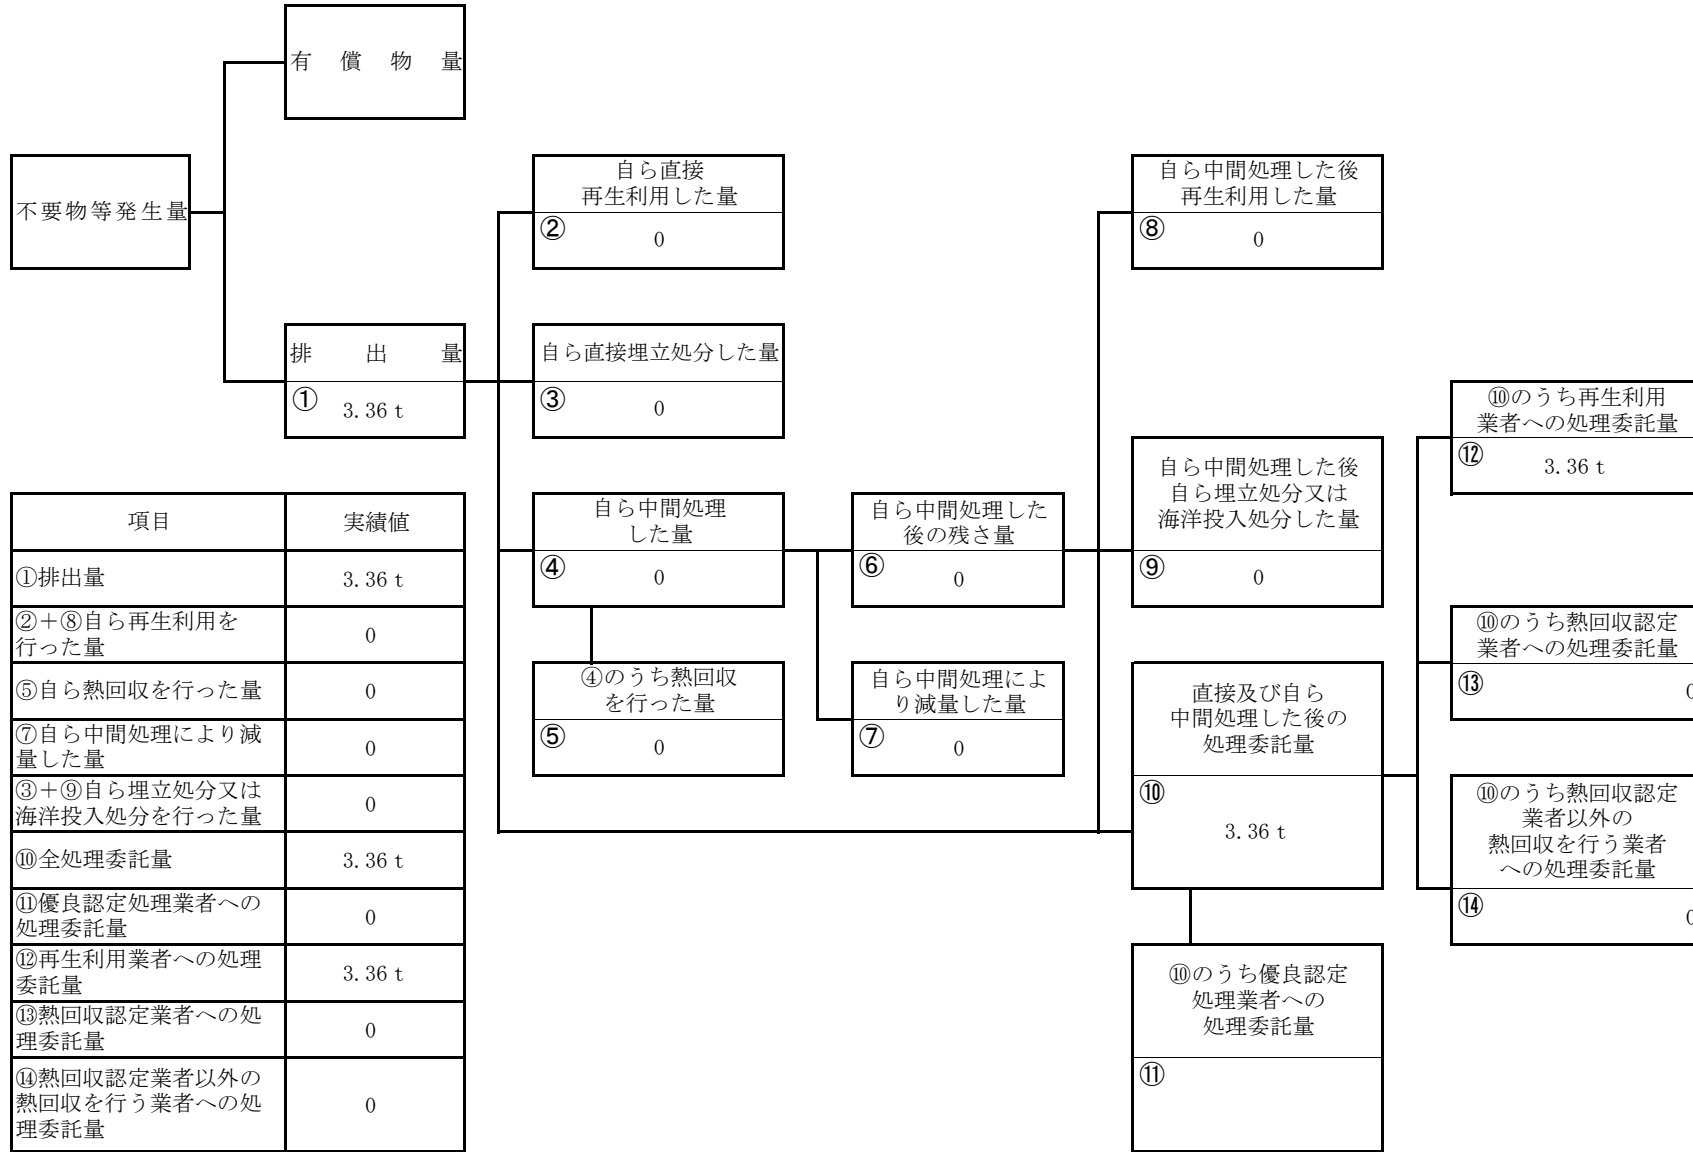 有償物量
不要物等発生量
自ら直接
再生利用した量
②
0
自ら中間処理した後
再生利用した量
⑧
0
排出量
①
3.36 t
自ら直接埋立処分した量
③
0
⑩のうち再生利用
業者への処理委託量
⑫
3.36 t
自ら中間処理した後
自ら埋立処分又は
海洋投入処分した量
⑨
0
自ら中間処理
した量
④
0
自ら中間処理した
後の残さ量
⑥
0
⑩のうち熱回収認定
業者への処理委託量
⑬
0
④のうち熱回収
を行った量
⑤
0
自ら中間処理によ
り減量した量
⑦
0
直接及び自ら
中間処理した後の
処理委託量
⑩
3.36 t
⑩のうち熱回収認定
業者以外の
熱回収を行う業者
への処理委託量
⑭
0
⑩のうち優良認定
処理業者への
処理委託量
⑪
項目 実績値
①排出量 3.36 t
②＋⑧自ら再生利用を
行った量
0
⑤自ら熱回収を行った量 0
⑦自ら中間処理により減
量した量
0
③＋⑨自ら埋立処分又は
海洋投入処分を行った量
0
⑩全処理委託量 3.36 t
⑪優良認定処理業者への
処理委託量
0
⑫再生利用業者への処理
委託量
3.36 t
⑬熱回収認定業者への処
理委託量
0
⑭熱回収認定業者以外の
熱回収を行う業者への処
理委託量
0